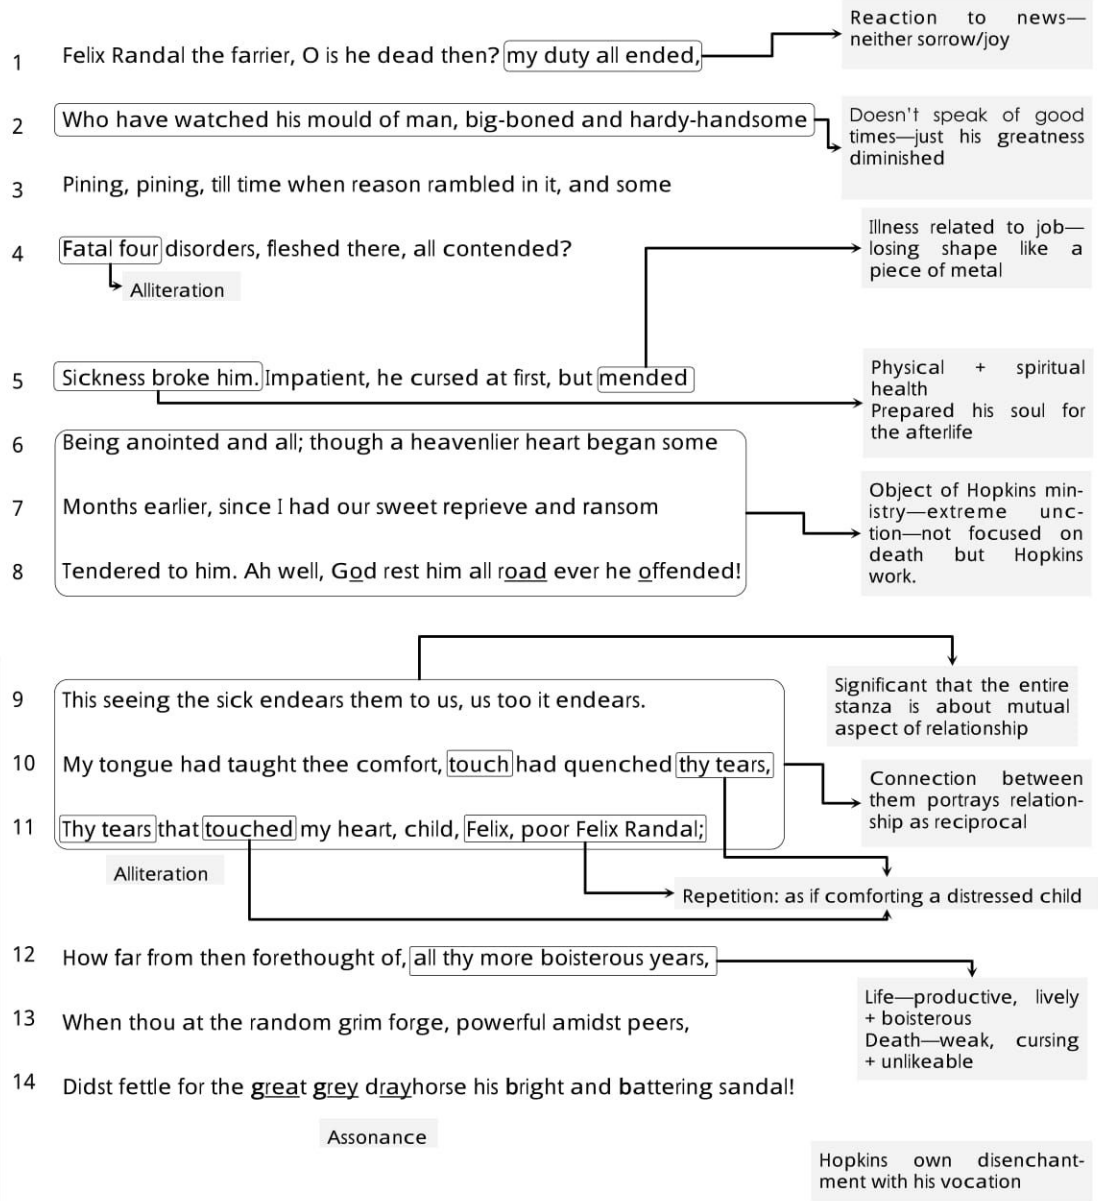 Reaction to news—
neither sorrow/joy
1 Felix Randal the farrier, O is he dead then? my duty all ended,
2 Who have watched his mould of man, big-boned and hardy-handsome
Doesn't speak of good
times—just his greatness
diminished
3 Pining, pining, till time when reason rambled in it, and some
Illness related to job—
losing shape like a
piece of metal
4 Fatal four disorders, fleshed there, all contended?
Alliteration
5 Sickness broke him. Impatient, he cursed at first, but mended
Physical + spiritual
health
Prepared his soul for
the afterlife
6 Being anointed and all; though a heavenlier heart began some
7 Months earlier, since I had our sweet reprieve and ransom
Object of Hopkins min-
istry—extreme unc-
tion—not focused on
death but Hopkins
work.
8 Tendered to him. Ah well, God rest him all road ever he offended!
9 This seeing the sick endears them to us, us too it endears.
Significant that the entire
stanza is about mutual
aspect of relationship
10 My tongue had taught thee comfort, touch had quenched thy tears,
Connection between
them portrays relation-
ship as reciprocal
11 Thy tears that touched my heart, child, Felix, poor Felix Randal;
Alliteration
Repetition: as if comforting a distressed child
12 How far from then forethought of, all thy more boisterous years,
Life—productive, lively
+ boisterous
Death—weak, cursing
+ unlikeable
13 When thou at the random grim forge, powerful amidst peers,
14 Didst fettle for the great grey drayhorse his bright and battering sandal!
Assonance
Hopkins own disenchant-
ment with his vocation